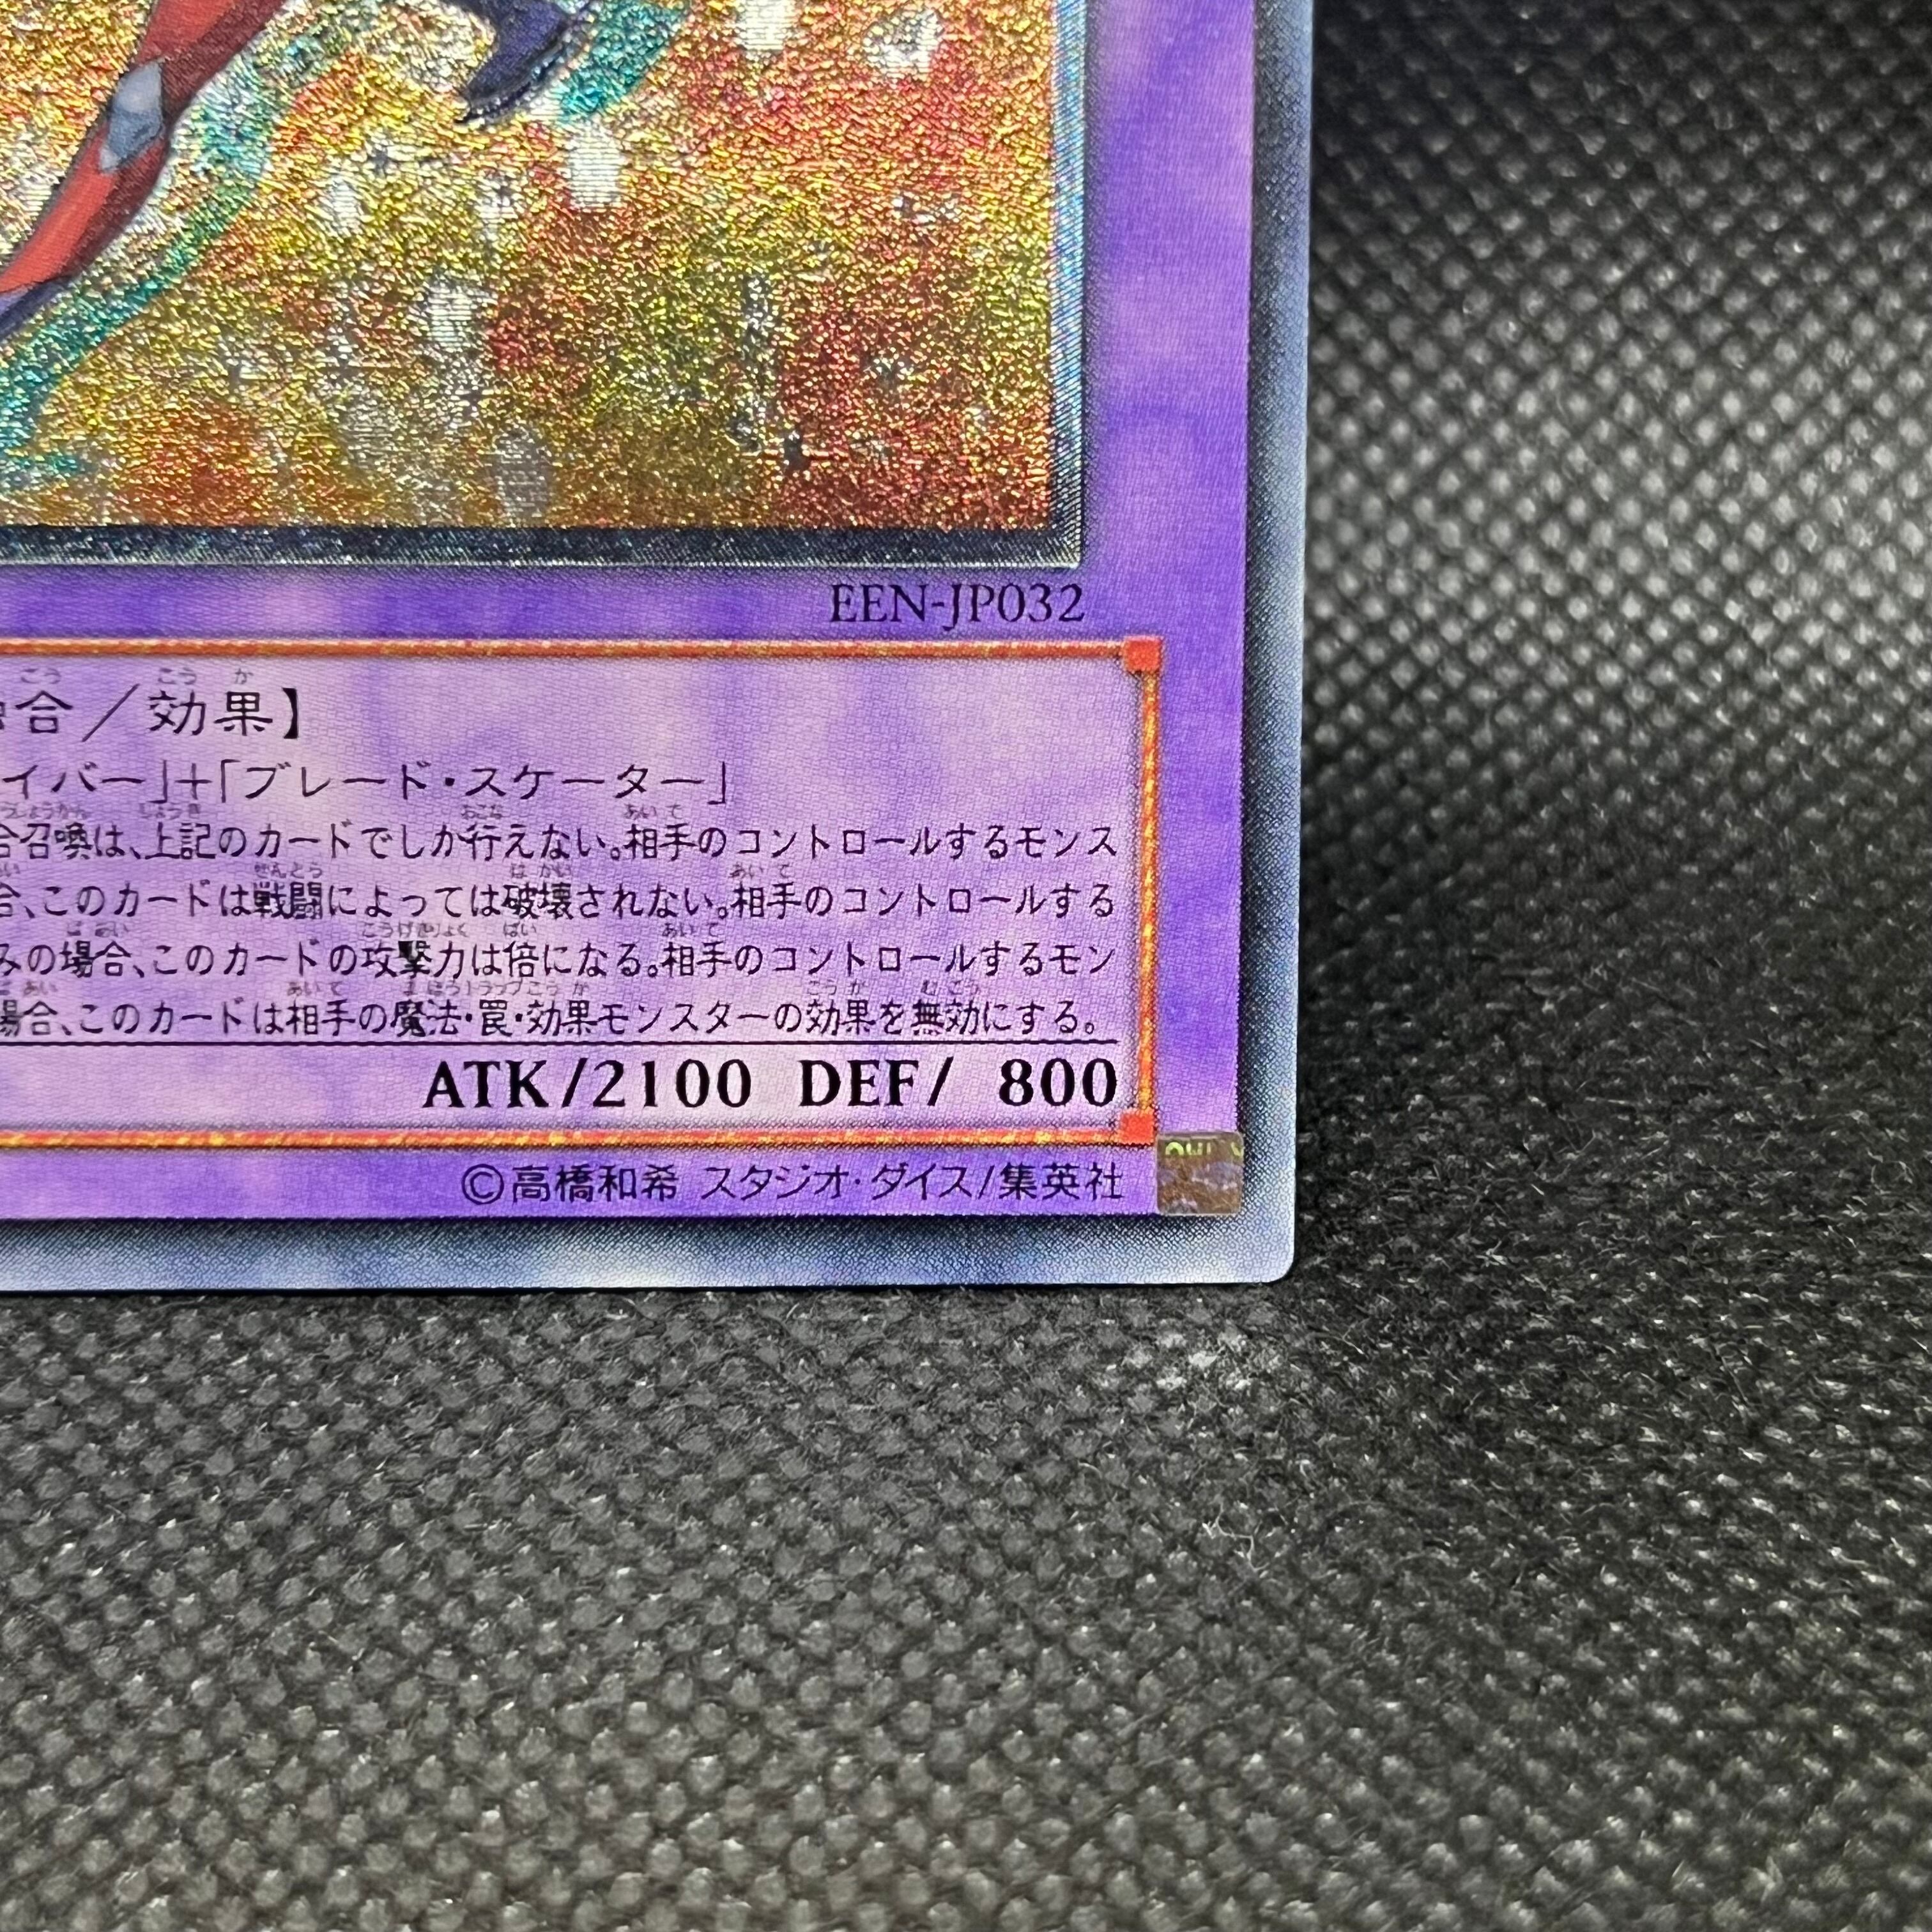 EEN-JP032
合／効果】
イバー」+「ブレード・スケーター」
合召喚は、上記のカードでしか行えない。相手のコントロールするモンス
合、このカードは戦闘によっては破壊されない。相手のコントロールする
みの場合、このカードの攻撃力は倍になる。相手のコントロールするモン
場合、このカードは相手の魔法・罠・効果モンスターの効果を無効にする。
ATK/2100 DEF/ 800
©高橋和希 スタジオ・ダイス/集英社